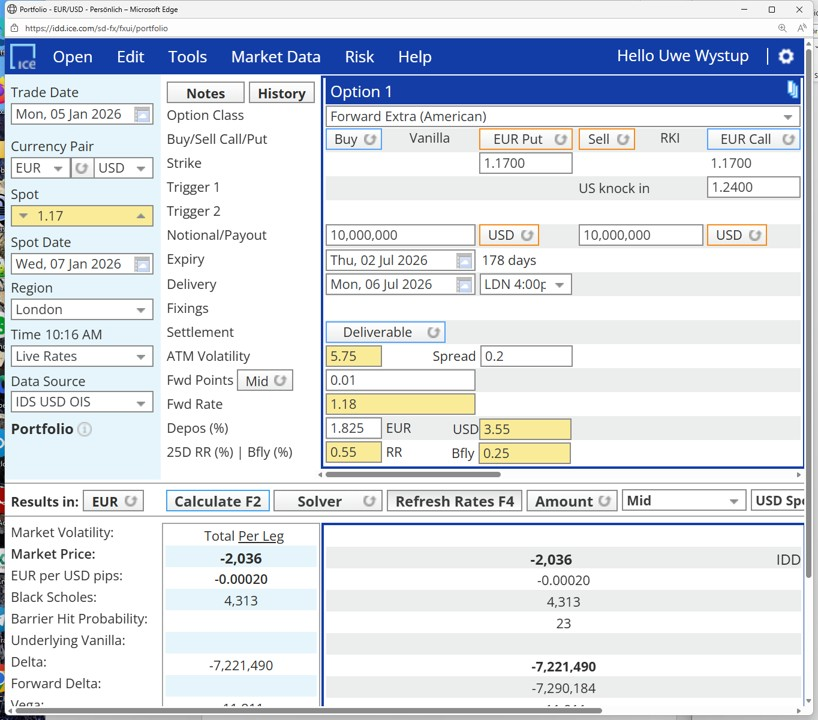 Portfolio - EUR/USD - Persönlich – Microsoft Edge
https://idd.ice.com/sd-fx/fxui/portfolio
ice Open Edit Tools Market Data Risk Help Hello Uwe Wystup
Trade Date
Mon, 05 Jan 2026
Currency Pair
EUR USD
Spot
1.17
Spot Date
Wed, 07 Jan 2026
Region
London
Time 10:16 AM
Live Rates
Data Source
IDS USD OIS
Portfolio
Notes History Option 1
Option Class Forward Extra (American)
Buy/Sell Call/Put Buy Vanilla EUR Put Sell RKI EUR Call
Strike 1.1700 1.1700
Trigger 1 US knock in 1.2400
Trigger 2
Notional/Payout 10,000,000 USD 10,000,000 USD
Expiry Thu, 02 Jul 2026 178 days
Delivery Mon, 06 Jul 2026 LDN 4:00p
Fixings
Settlement Deliverable
ATM Volatility 5.75 Spread 0.2
Fwd Points Mid 0.01
Fwd Rate 1.18
Depos (%) 1.825 EUR USD 3.55
25D RR (%) | Bfly (%) 0.55 RR Bfly 0.25
Results in: EUR Calculate F2 Solver Refresh Rates F4 Amount Mid USD Spo
Market Volatility: Total Per Leg
Market Price: -2,036 -2,036 IDD
EUR per USD pips: -0.00020 -0.00020
Black Scholes: 4,313 4,313
Barrier Hit Probability: 23
Underlying Vanilla:
Delta: -7,221,490 -7,221,490
Forward Delta: -7,290,184
Vega: